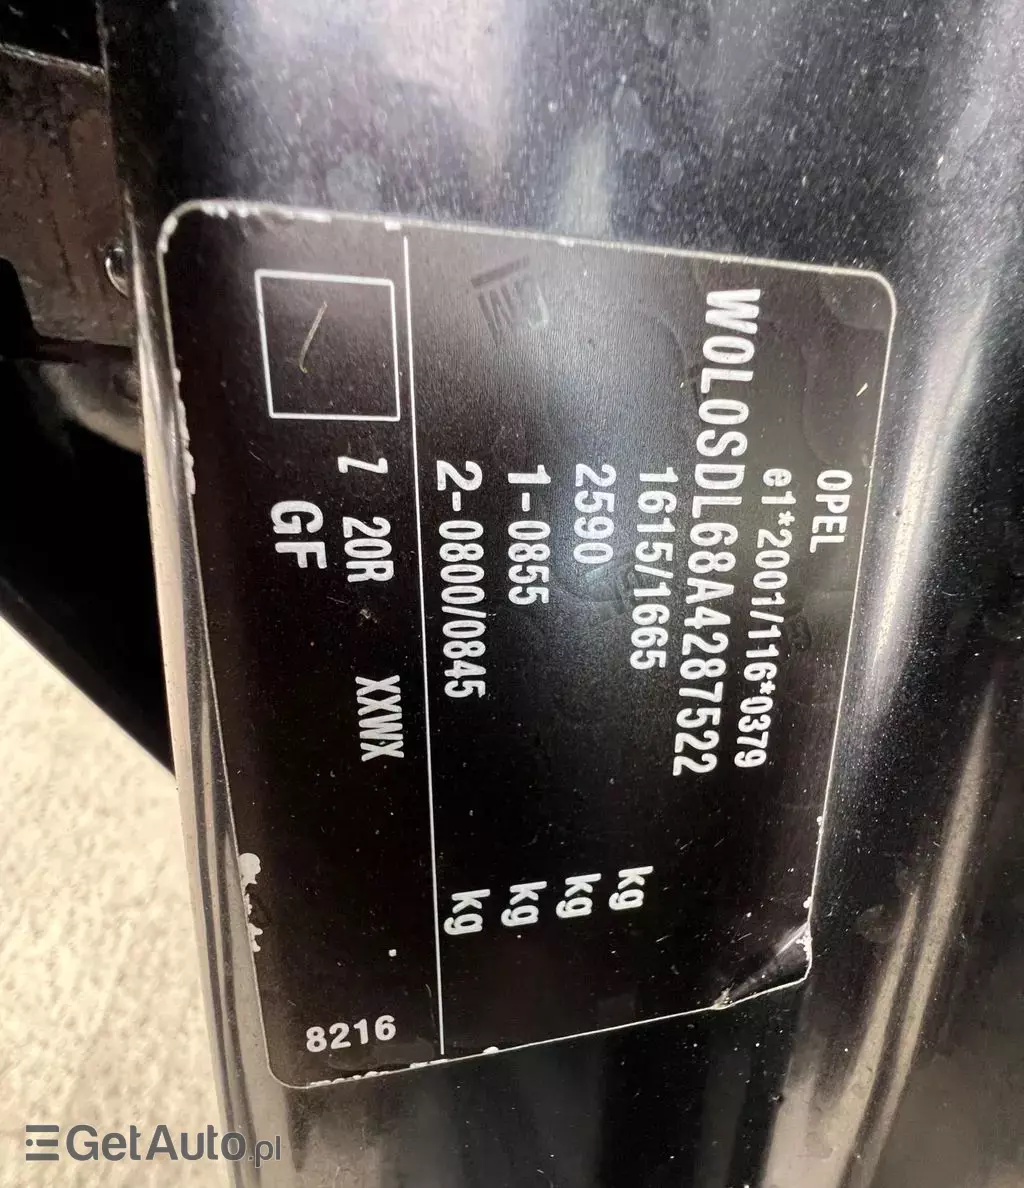 OPEL
e1*2001/116*0379
W0L0SDL68A4287522
1615/1665 kg
2590 kg
1-0855 kg
2-0800/0845 kg
Z 20R XXWX
GF
8216
GetAuto.pl